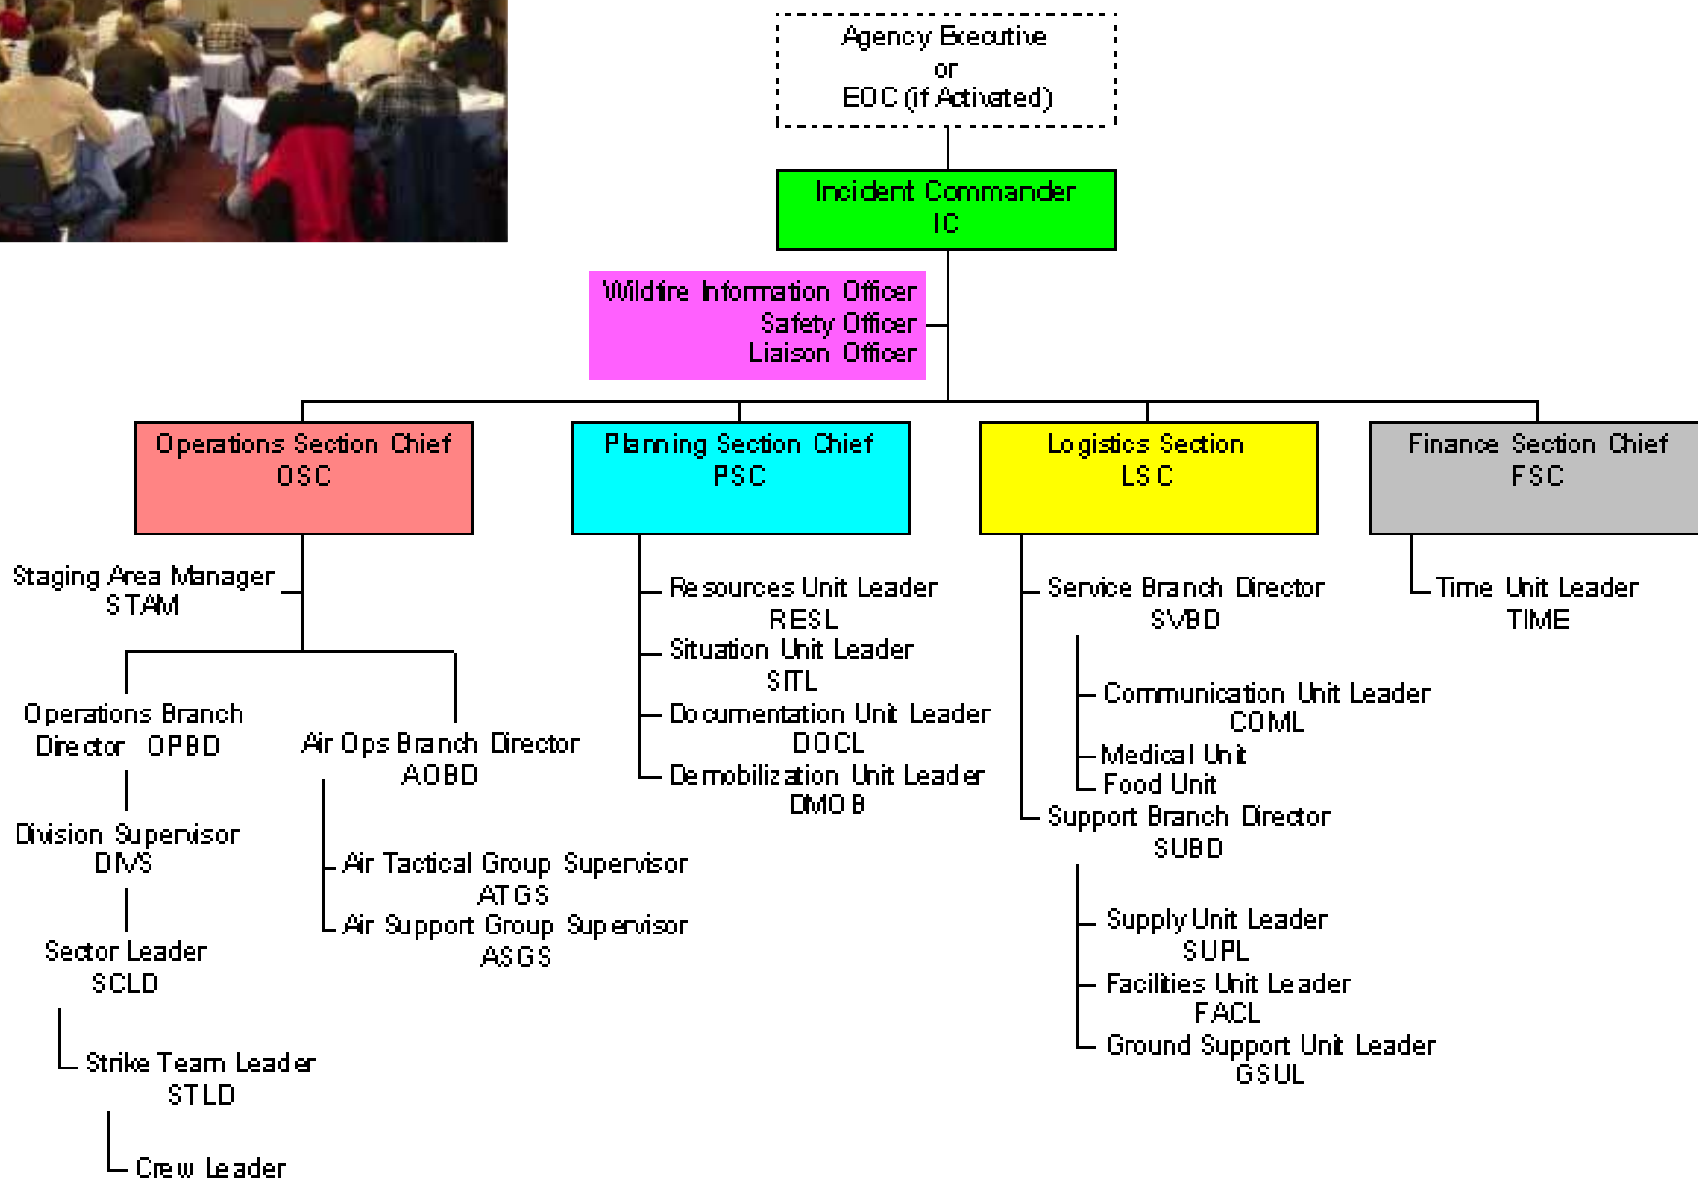 Agency Executive
or
EOC (if Activated)
Incident Commander
IC
Wildfire Information Officer
Safety Officer
Liaison Officer
Operations Section Chief
OSC
Planning Section Chief
PSC
Logistics Section
LSC
Finance Section Chief
FSC
Staging Area Manager
STAM
Operations Branch
Director OPBD
Air Ops Branch Director
AOBD
Division Supervisor
DIVS
Air Tactical Group Supervisor
ATGS
Air Support Group Supervisor
ASGS
Sector Leader
SCLD
Strike Team Leader
STLD
Crew Leader
Resources Unit Leader
RESL
Situation Unit Leader
SITL
Documentation Unit Leader
DOCL
Demobilization Unit Leader
DMOB
Service Branch Director
SVBD
Communication Unit Leader
COML
Medical Unit
Food Unit
Support Branch Director
SUBD
Supply Unit Leader
SUPL
Facilities Unit Leader
FACL
Ground Support Unit Leader
GSUL
Time Unit Leader
TIME